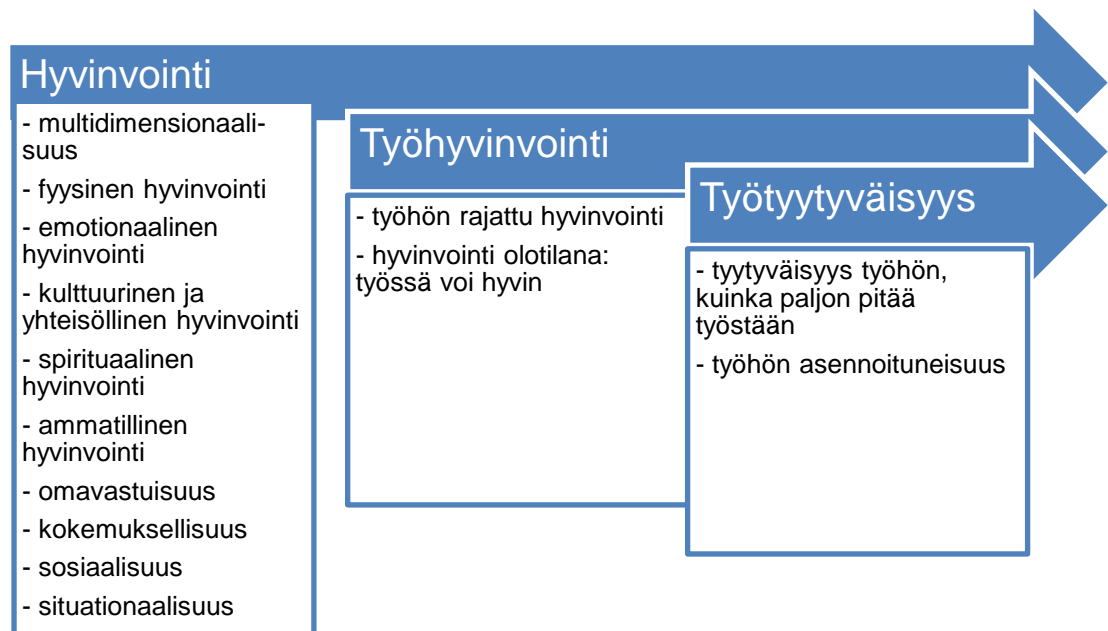 Hyvinvointi
- multidimensionaali-
suus
- fyysinen hyvinvointi
- emotionaalinen
hyvinvointi
- kulttuurinen ja
yhteisöllinen hyvinvointi
- spirituaalinen
hyvinvointi
- ammatillinen
hyvinvointi
- omavastuisuus
- kokemuksellisuus
- sosiaalisuus
- situationaalisuus
Työhyvinvointi
- työhön rajattu hyvinvointi
- hyvinvointi olotilana:
työssä voi hyvin
Työtyytyväisyys
- tyytyväisyys työhön,
kuinka paljon pitää
työstään
- työhön asennoituneisuus